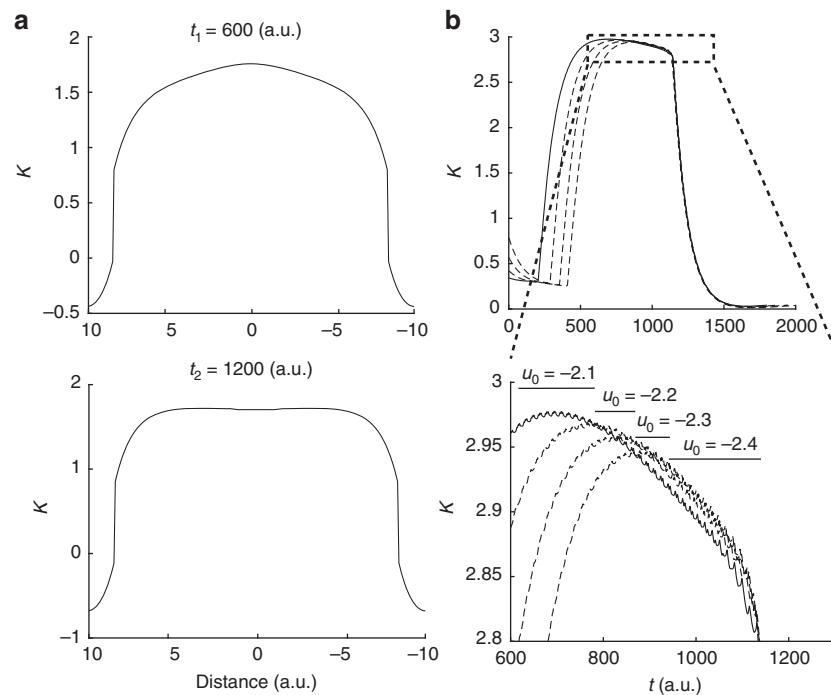 a
t₁ = 600 (a.u.)
2
1.5
1
0.5
0
−0.5
K
10
5
0
−5
−10
t₂ = 1200 (a.u.)
2
1
0
−1
K
10
5
0
−5
−10
Distance (a.u.)
b
3
2.5
2
1.5
1
0.5
0
K
0
500
1000
1500
2000
u₀ = −2.1
u₀ = −2.2
u₀ = −2.3
u₀ = −2.4
3
2.95
2.9
2.85
2.8
K
600
800
1000
1200
t (a.u.)